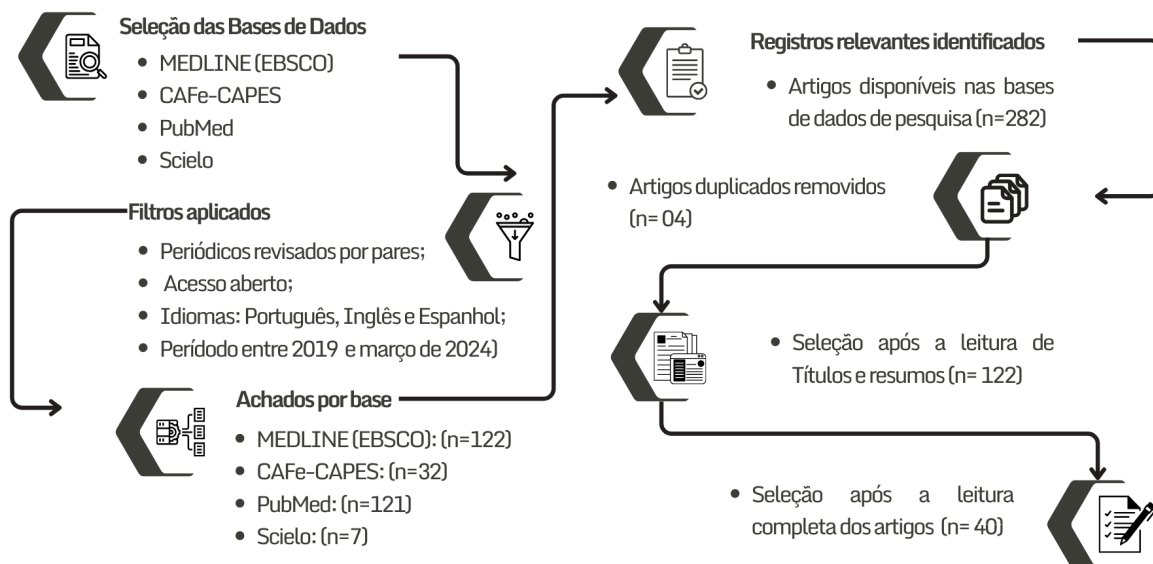 Seleção das Bases de Dados
• MEDLINE (EBSCO)
• CAFe-CAPES
• PubMed
• Scielo
Filtros aplicados
• Periódicos revisados por pares;
• Acesso aberto;
• Idiomas: Português, Inglês e Espanhol;
• Perídodo entre 2019 e março de 2024)
Achados por base
• MEDLINE (EBSCO): (n=122)
• CAFe-CAPES: (n=32)
• PubMed: (n=121)
• Scielo: (n=7)
Registros relevantes identificados
• Artigos disponíveis nas bases
de dados de pesquisa (n=282)
• Artigos duplicados removidos
(n= 04)
• Seleção após a leitura de
Títulos e resumos (n= 122)
• Seleção após a leitura
completa dos artigos (n= 40)